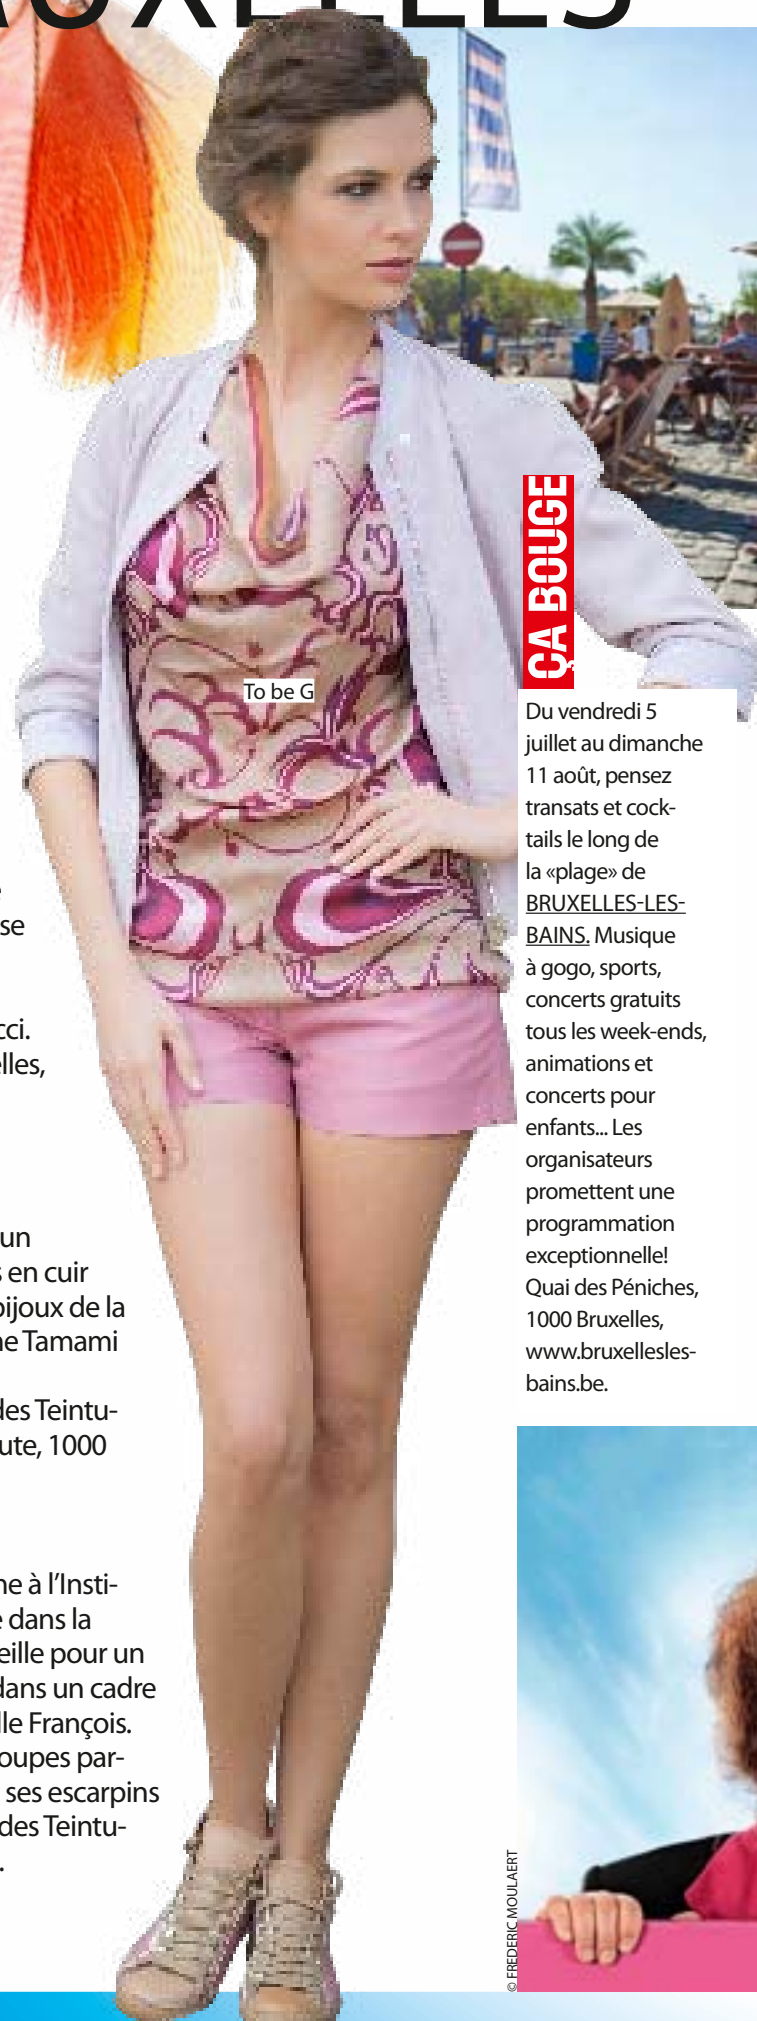 To be G
se
cci.
lles,
un
en cuir
bijoux de la
ne Tamami
des Teintu-
ute, 1000
ne à l’Insti-
dans la
eille pour un
dans un cadre
lle François.
oupes par-
ses escarpins
des Teintu-
.
ÇA BOUGE
Du vendredi 5
juillet au dimanche
11 août, pensez
transats et cock-
tails le long de
la «plage» de
BRUXELLES-LES-
BAINS. Musique
à gogo, sports,
concerts gratuits
tous les week-ends,
animations et
concerts pour
enfants... Les
organisateurs
promettent une
programmation
exceptionnelle!
Quai des Péniches,
1000 Bruxelles,
www.bruxellesles-
bains.be.
© FREDERIC MOULAERT